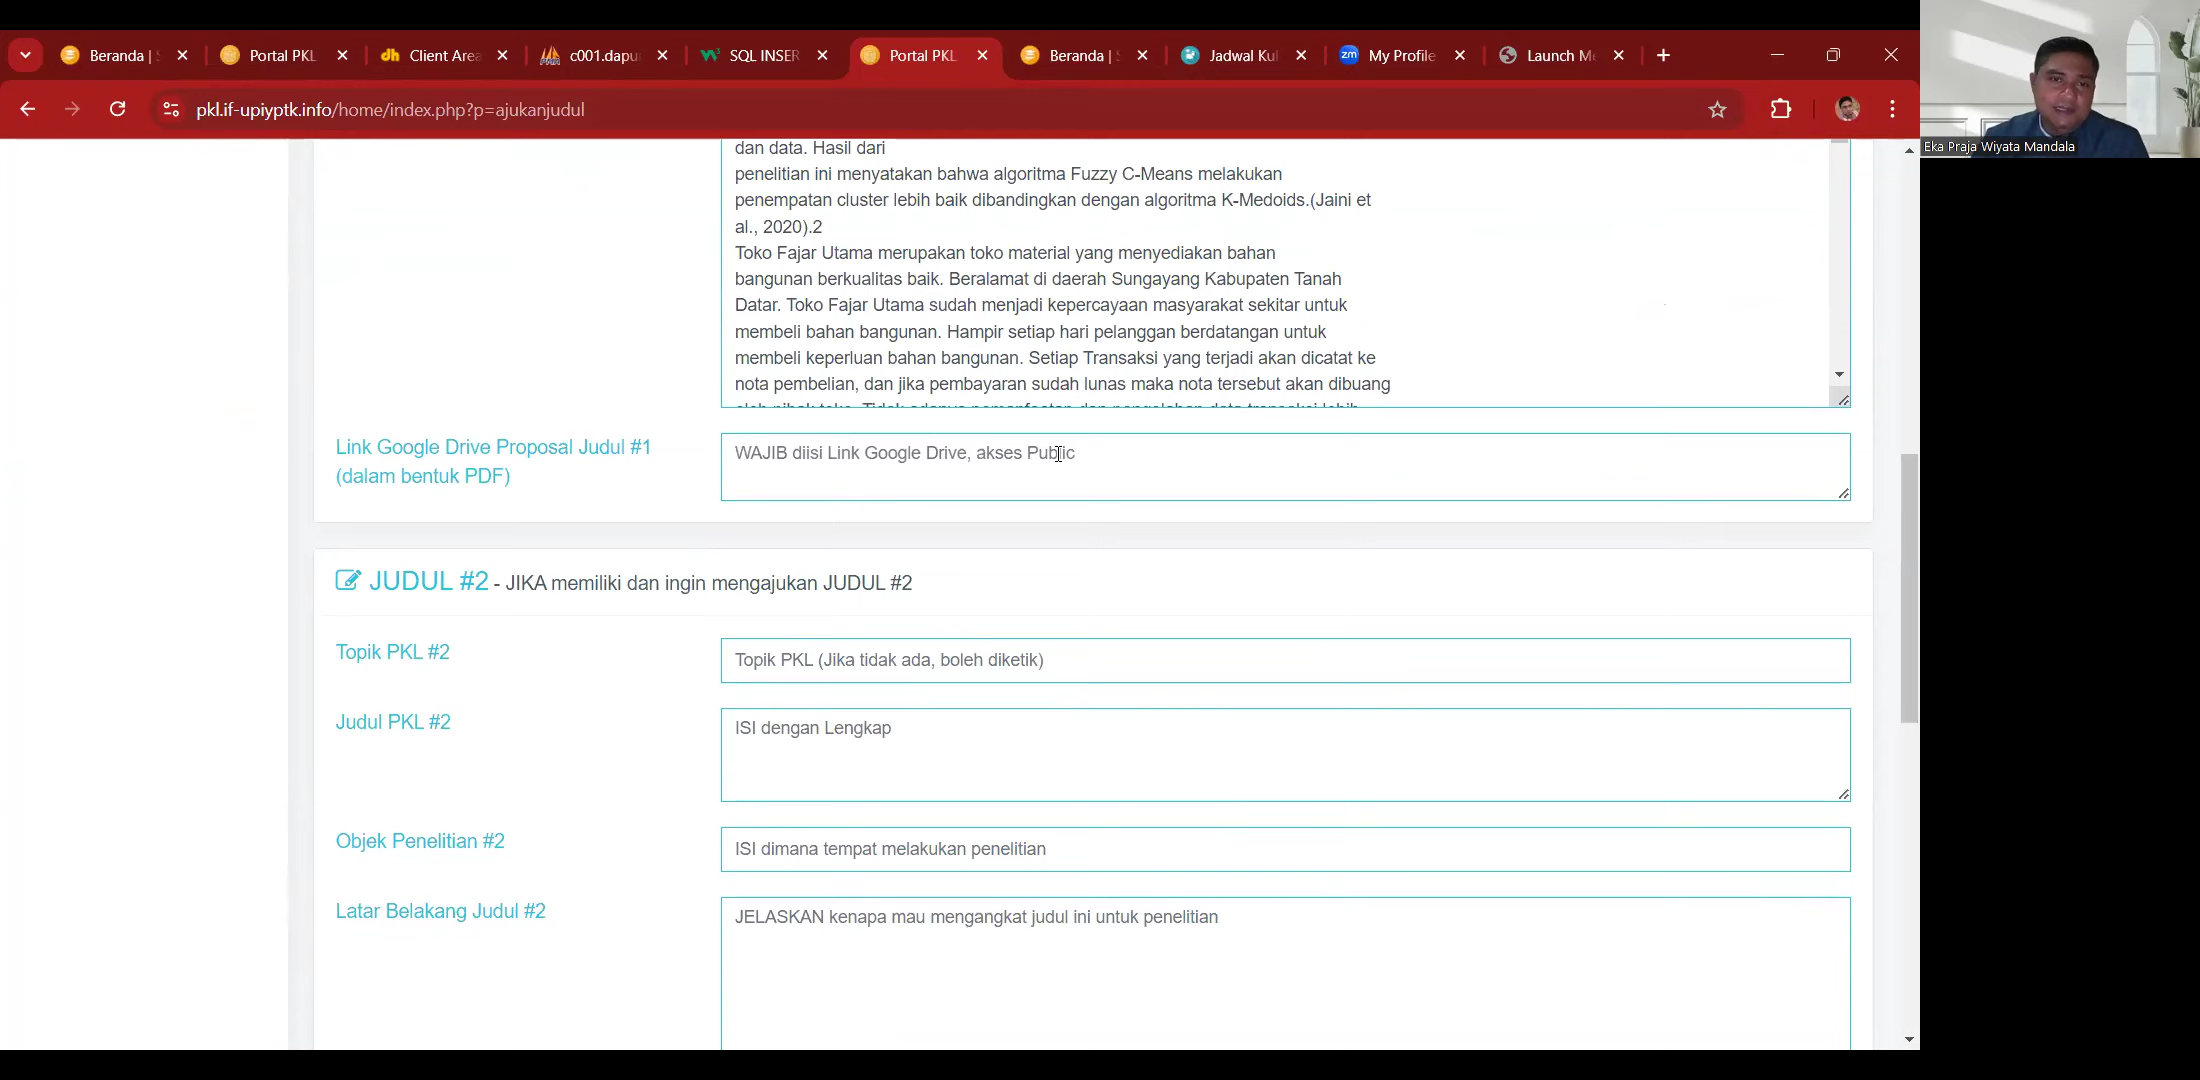 Beranda | S
Portal PKL
Client Area
c001.dapu
SQL INSER
Portal PKL
Beranda | S
Jadwal Kul
My Profile
Launch Me
pkl.if-upiyptk.info/home/index.php?p=ajukanjudul
Eka Praja Wiyata Mandala
dan data. Hasil dari
penelitian ini menyatakan bahwa algoritma Fuzzy C-Means melakukan
penempatan cluster lebih baik dibandingkan dengan algoritma K-Medoids.(Jaini et
al., 2020).2
Toko Fajar Utama merupakan toko material yang menyediakan bahan
bangunan berkualitas baik. Beralamat di daerah Sungayang Kabupaten Tanah
Datar. Toko Fajar Utama sudah menjadi kepercayaan masyarakat sekitar untuk
membeli bahan bangunan. Hampir setiap hari pelanggan berdatangan untuk
membeli keperluan bahan bangunan. Setiap Transaksi yang terjadi akan dicatat ke
nota pembelian, dan jika pembayaran sudah lunas maka nota tersebut akan dibuang
Link Google Drive Proposal Judul #1
(dalam bentuk PDF)
WAJIB diisi Link Google Drive, akses Public
JUDUL #2 - JIKA memiliki dan ingin mengajukan JUDUL #2
Topik PKL #2
Topik PKL (Jika tidak ada, boleh diketik)
Judul PKL #2
ISI dengan Lengkap
Objek Penelitian #2
ISI dimana tempat melakukan penelitian
Latar Belakang Judul #2
JELASKAN kenapa mau mengangkat judul ini untuk penelitian